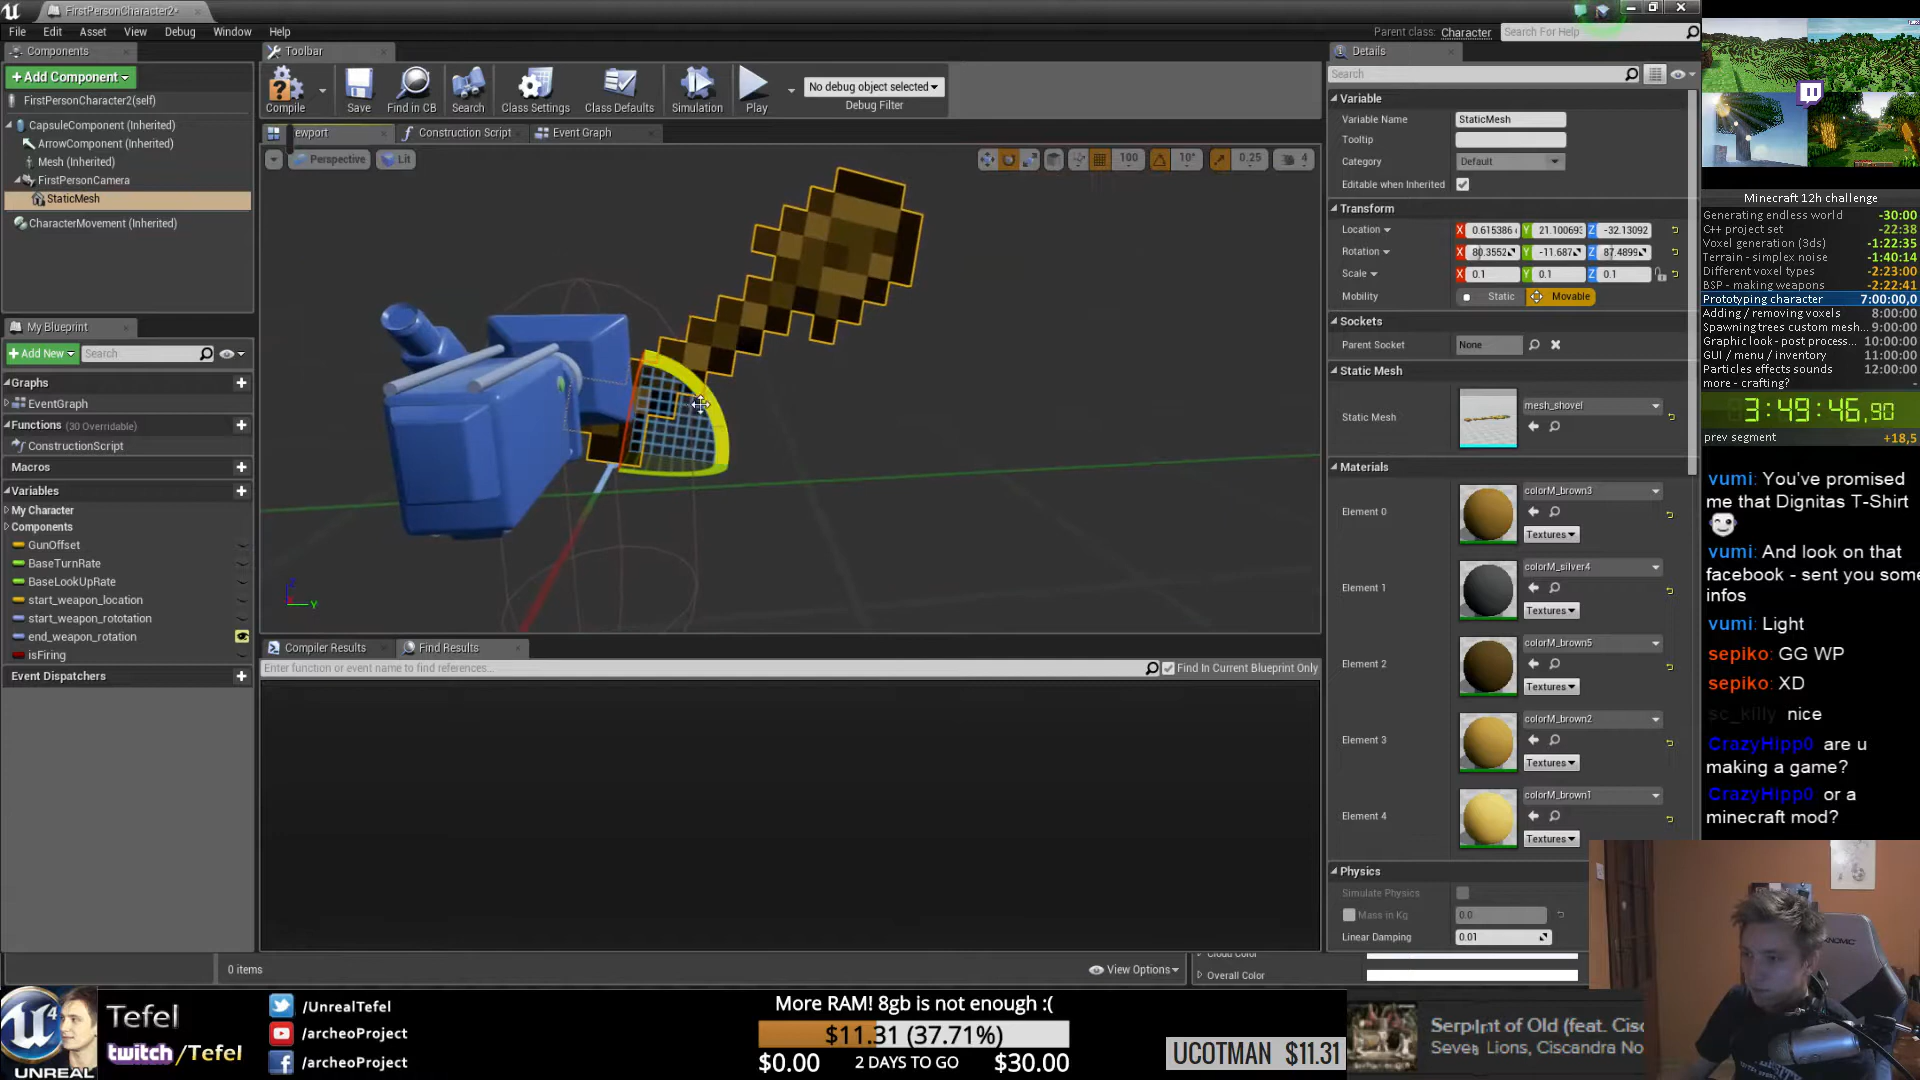 FirstPersonCharacter2*
File Edit Asset View Debug Window Help
Parent class: Character
Search For Help
Components
Add Component
FirstPersonCharacter2(self)
CapsuleComponent (Inherited)
ArrowComponent (Inherited)
Mesh (Inherited)
FirstPersonCamera
StaticMesh
CharacterMovement (Inherited)
My Blueprint
Add New
Search
Graphs
EventGraph
Functions (30 Overridable)
ConstructionScript
Macros
Variables
My Character
Components
GunOffset
BaseTurnRate
BaseLookUpRate
start_weapon_location
start_weapon_rototation
end_weapon_rotation
isFiring
Event Dispatchers
Toolbar
Compile Save Find in CB Search Class Settings Class Defaults Simulation Play
No debug object selected
Debug Filter
ewport
Construction Script
Event Graph
Perspective Lit
100 10° 0.25 4
Y
Compiler Results
Find Results
Enter function or event name to find references...
Find In Current Blueprint Only
0 items
View Options
Details
Search
Variable
Variable Name StaticMesh
Tooltip
Category Default
Editable when Inherited
Transform
Location X 0.615386 Y 21.10069 Z -32.13092
Rotation X 80.3552 Y -11.687 Z 87.4899
Scale X 0.1 Y 0.1 Z 0.1
Mobility Static Movable
Sockets
Parent Socket None
Static Mesh
Static Mesh mesh_shovel
Materials
Element 0 colorM_brown3
Textures
Element 1 colorM_silver4
Textures
Element 2 colorM_brown5
Textures
Element 3 colorM_brown2
Textures
Element 4 colorM_brown1
Textures
Physics
Simulate Physics
Mass in Kg 0.0
Linear Damping 0.01
Overall Color
Minecraft 12h challenge
Generating endless world -30:00
C++ project set -22:38
Voxel generation (3ds) -1:22:35
Terrain - simplex noise -1:40:14
Different voxel types -2:23:00
BSP - making weapons -2:22:41
Prototyping character 7:00:00,0
Adding / removing voxels 8:00:00
Spawning trees custom mesh... 9:00:00
Graphic look - post process... 10:00:00
GUI / menu / inventory 11:00:00
Particles effects sounds 12:00:00
more - crafting? -
3:49:46,90
prev segment +18,5
vumi: You've promised
me that Dignitas T-Shirt
vumi: And look on that
facebook - sent you some
infos
vumi: Light
sepiko: GG WP
sepiko: XD
sc_killy nice
CrazyHipp0 are u
making a game?
CrazyHipp0 or a
minecraft mod?
4
UNREAL
Tefel
twitch/Tefel
/UnrealTefel
/archeoProject
/archeoProject
More RAM! 8gb is not enough :(
$11.31 (37.71%)
$0.00 2 DAYS TO GO $30.00
UCOTMAN $11.31
Lions, Ciscandra No